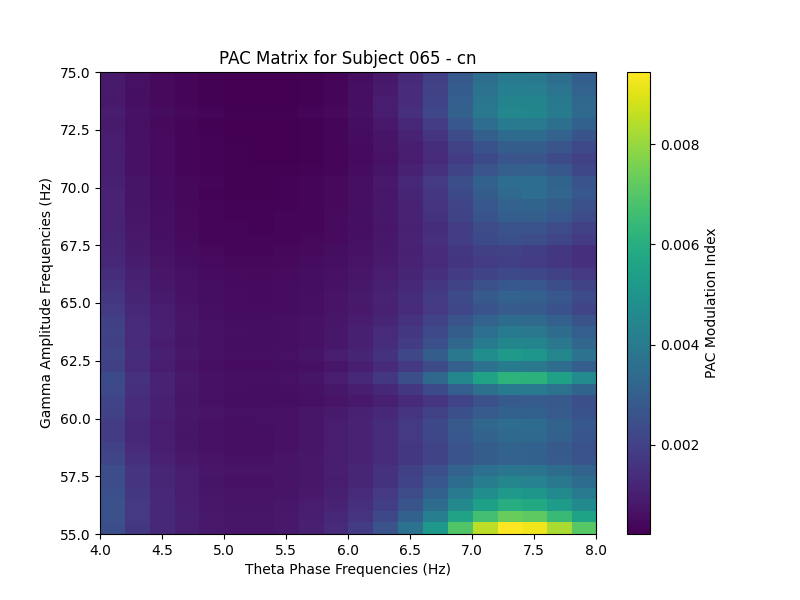 PAC Matrix for Subject 065 - cn
75.0
72.5
70.0
67.5
65.0
62.5
60.0
57.5
55.0
Gamma Amplitude Frequencies (Hz)
4.0 4.5 5.0 5.5 6.0 6.5 7.0 7.5 8.0
Theta Phase Frequencies (Hz)
0.008
0.006
0.004
0.002
PAC Modulation Index